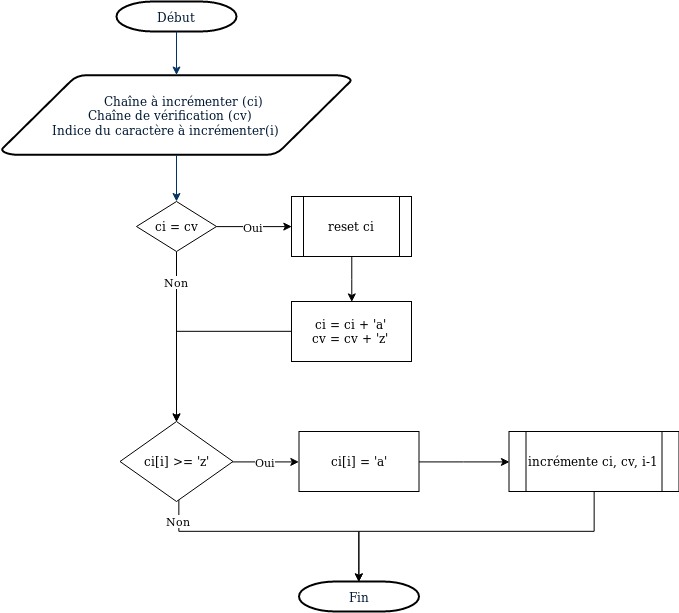 Début
Chaîne à incrémenter (ci)
Chaîne de vérification (cv)
Indice du caractère à incrémenter(i)
ci = cv
Oui
reset ci
Non
ci = ci + 'a'
cv = cv + 'z'
ci[i] >= 'z'
Oui
ci[i] = 'a'
incrémente ci, cv, i-1
Non
Fin